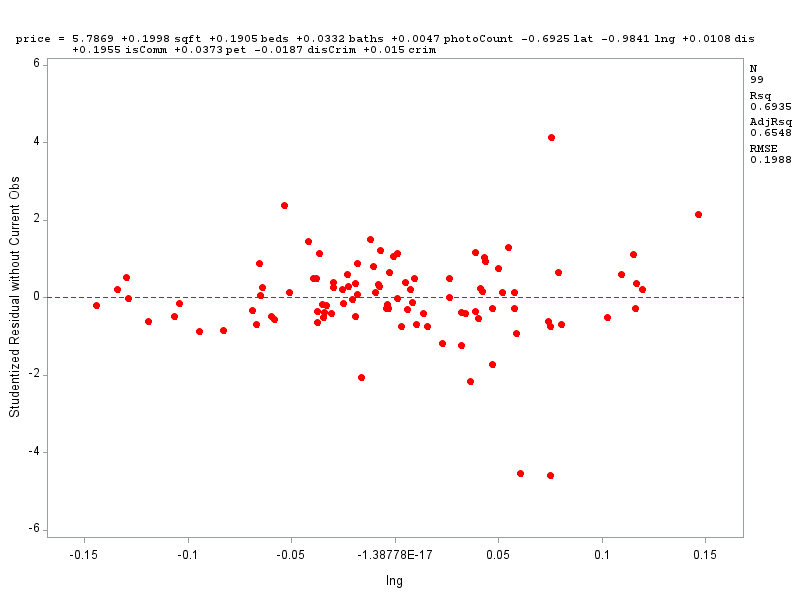 price = 5.7869 +0.1998 sqft +0.1905 beds +0.0332 baths +0.0047 photoCount -0.6925 lat -0.9841 lng +0.0108 dis
+0.1955 isComm +0.0373 pet -0.0187 disCrim +0.015 crim
N
99
Rsq
0.6935
AdjRsq
0.6548
RMSE
0.1988
Studentized Residual without Current Obs
6
4
2
0
-2
-4
-6
-0.15 -0.1 -0.05 -1.38778E-17 0.05 0.1 0.15
lng